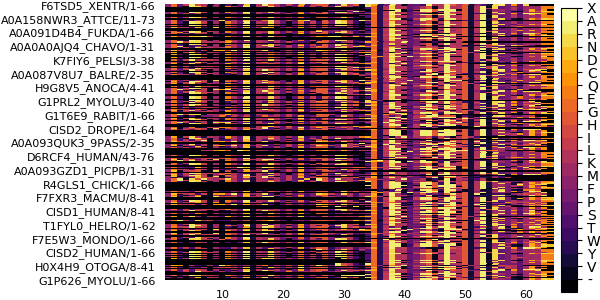 F6TSD5_XENTR/1-66
A0A158NWR3_ATTCE/11-73
A0A091D4B4_FUKDA/1-66
A0A0A0AJQ4_CHAVO/1-31
K7FIY6_PELSI/3-38
A0A087V8U7_BALRE/2-35
H9G8V5_ANOCA/4-41
G1PRL2_MYOLU/3-40
G1T6E9_RABIT/1-66
CISD2_DROPE/1-64
A0A093QUK3_9PASS/2-35
D6RCF4_HUMAN/43-76
A0A093GZD1_PICPB/1-31
R4GLS1_CHICK/1-66
F7FXR3_MACMU/8-41
CISD1_HUMAN/8-41
T1FYL0_HELRO/1-62
F7E5W3_MONDO/1-66
CISD2_HUMAN/1-66
H0X4H9_OTOGA/8-41
G1P626_MYOLU/1-66
10 20 30 40 50 60
X
A
R
N
D
C
Q
E
G
H
I
L
K
M
F
P
S
T
W
Y
V
-